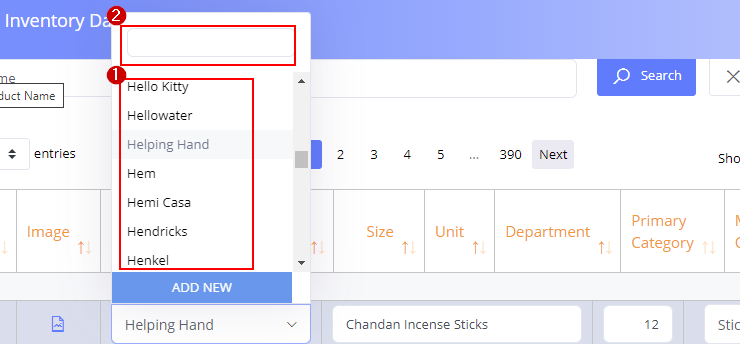 Inventory Da
2
me
duct Name
1
Hello Kitty
Hellowater
Helping Hand
Hem
Hemi Casa
Hendricks
Henkel
ADD NEW
Search
entries
2 3 4 5 ... 390 Next
Sho
Image
Size
Unit
Department
Primary
Category
M
C
Helping Hand
Chandan Incense Sticks
12
Stic